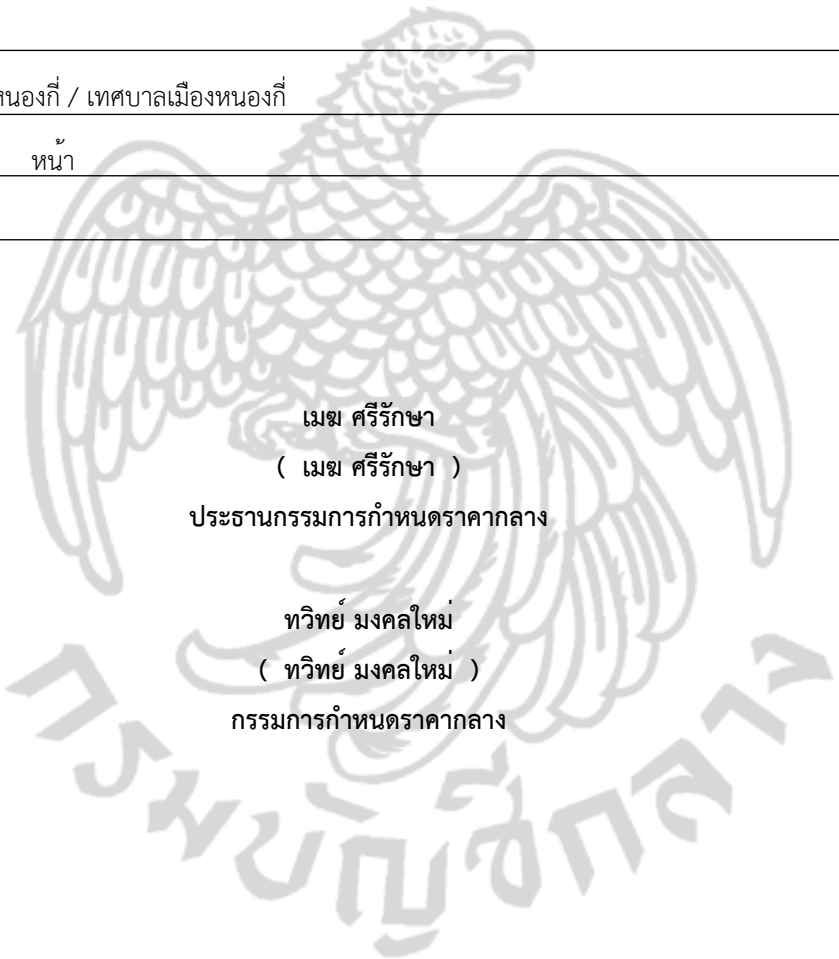 หนองกี่ / เทศบาลเมืองหนองกี่
หน้า
เมฆ ศรีรักษา
( เมฆ ศรีรักษา )
ประธานกรรมการกำหนดราคากลาง
ทวิทย์ มงคลใหม่
( ทวิทย์ มงคลใหม่ )
กรรมการกำหนดราคากลาง
กรมบัญชีกลาง